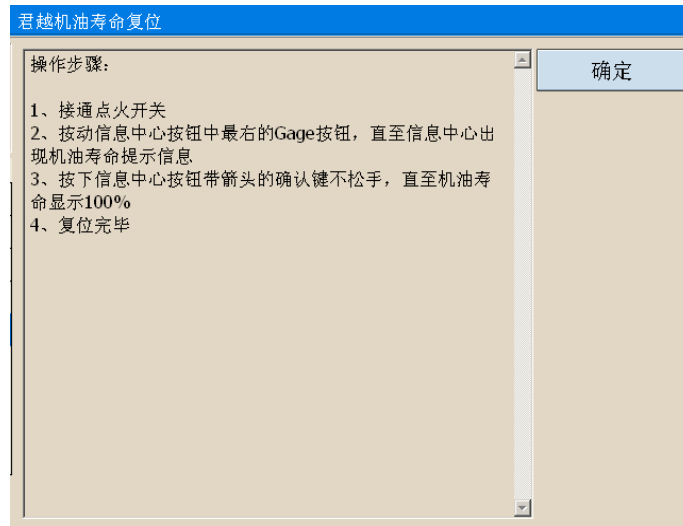 君越机油寿命复位
操作步骤:
确定
1、接通点火开关
2、按动信息中心按钮中最右的Gage按钮，直至信息中心出
现机油寿命提示信息
3、按下信息中心按钮带箭头的确认键不松手，直至机油寿
命显示100%
4、复位完毕